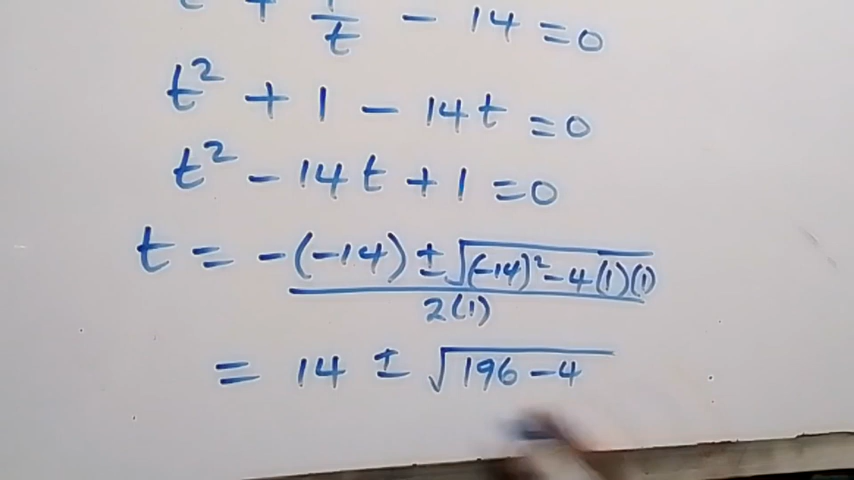 t + 1/t - 14 = 0
t² + 1 - 14t = 0
t² - 14t + 1 = 0
t = -(-14) ± √((-14)² - 4(1)(1)) / 2(1)
= 14 ± √(196 - 4)